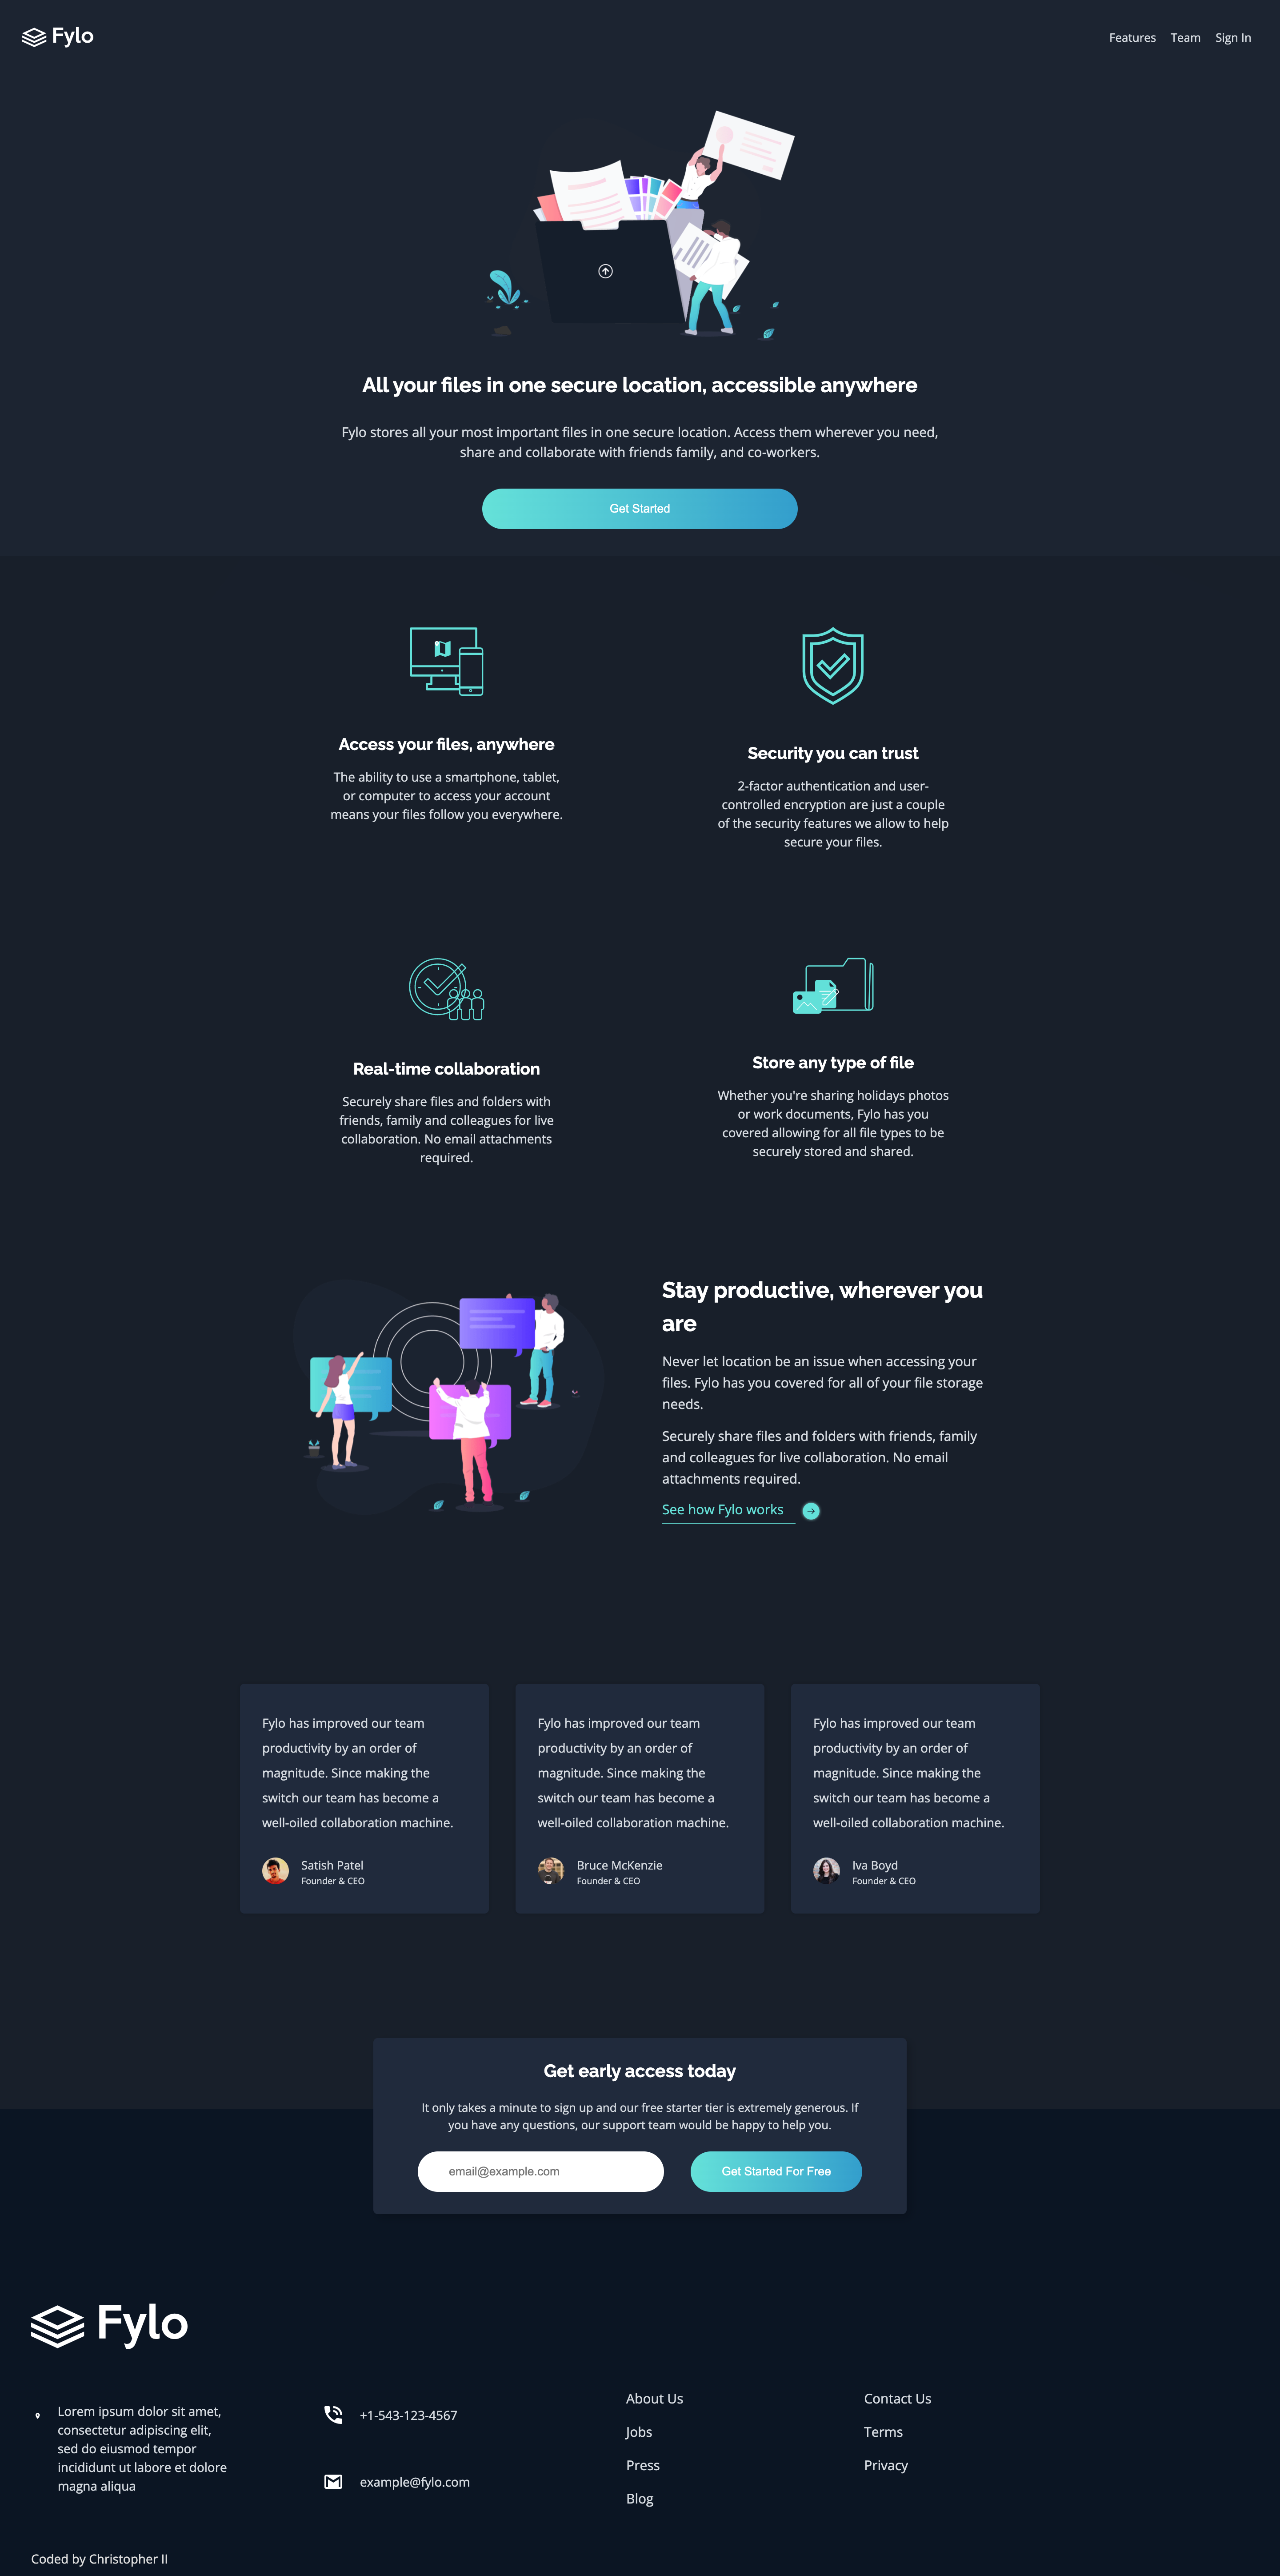 Fylo
Features Team Sign In
All your files in one secure location, accessible anywhere
Fylo stores all your most important files in one secure location. Access them wherever you need,
share and collaborate with friends family, and co-workers.
Get Started
Access your files, anywhere
The ability to use a smartphone, tablet,
or computer to access your account
means your files follow you everywhere.
Security you can trust
2-factor authentication and user-
controlled encryption are just a couple
of the security features we allow to help
secure your files.
Real-time collaboration
Securely share files and folders with
friends, family and colleagues for live
collaboration. No email attachments
required.
Store any type of file
Whether you're sharing holidays photos
or work documents, Fylo has you
covered allowing for all file types to be
securely stored and shared.
Stay productive, wherever you
are
Never let location be an issue when accessing your
files. Fylo has you covered for all of your file storage
needs.
Securely share files and folders with friends, family
and colleagues for live collaboration. No email
attachments required.
See how Fylo works
Fylo has improved our team
productivity by an order of
magnitude. Since making the
switch our team has become a
well-oiled collaboration machine.
Satish Patel
Founder & CEO
Fylo has improved our team
productivity by an order of
magnitude. Since making the
switch our team has become a
well-oiled collaboration machine.
Bruce McKenzie
Founder & CEO
Fylo has improved our team
productivity by an order of
magnitude. Since making the
switch our team has become a
well-oiled collaboration machine.
Iva Boyd
Founder & CEO
Get early access today
It only takes a minute to sign up and our free starter tier is extremely generous. If
you have any questions, our support team would be happy to help you.
email@example.com
Get Started For Free
Fylo
Lorem ipsum dolor sit amet,
consectetur adipiscing elit,
sed do eiusmod tempor
incididunt ut labore et dolore
magna aliqua
+1-543-123-4567
example@fylo.com
About Us
Jobs
Press
Blog
Contact Us
Terms
Privacy
Coded by Christopher II